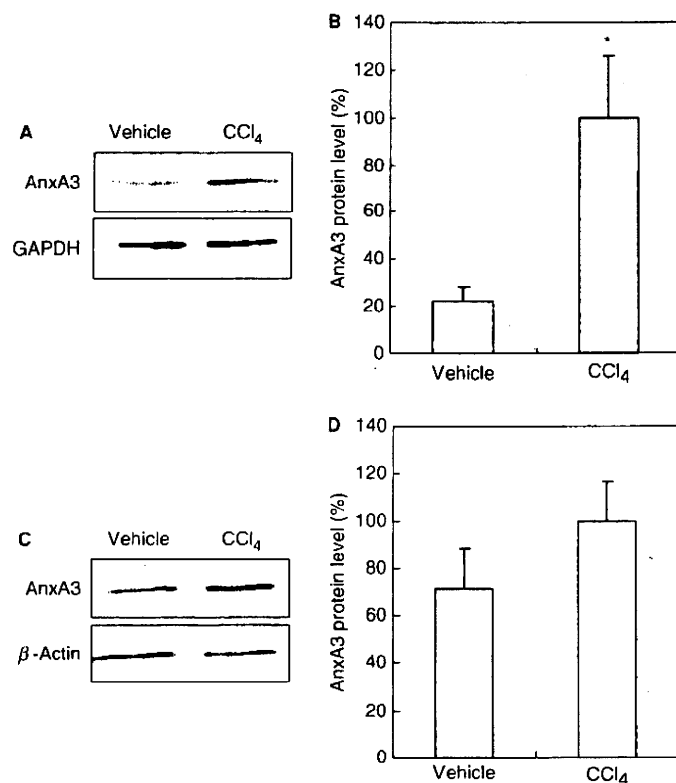 A
Vehicle CCl4
AnxA3
GAPDH
B
AnxA3 protein level (%)
140
120
100
80
60
40
20
0
*
Vehicle CCl4
C
Vehicle CCl4
AnxA3
β-Actin
D
AnxA3 protein level (%)
140
120
100
80
60
40
20
0
Vehicle CCl4